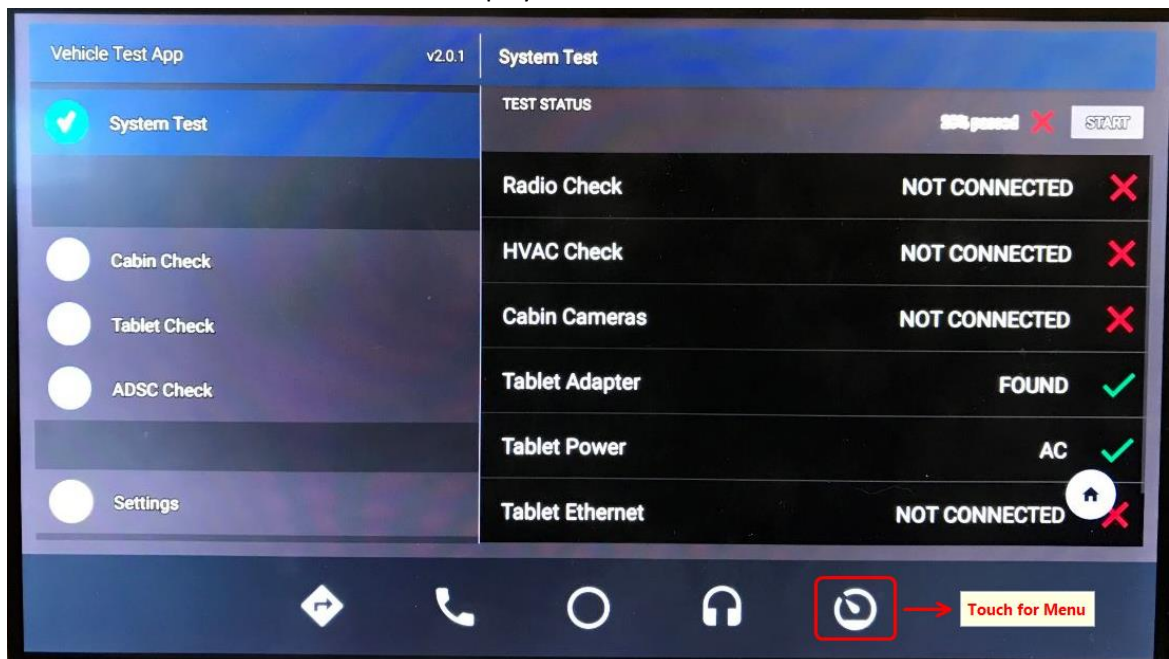 Vehicle Test App v2.0.1
System Test
System Test
Cabin Check
Tablet Check
ADSC Check
Settings
TEST STATUS
passed START
Radio Check NOT CONNECTED
HVAC Check NOT CONNECTED
Cabin Cameras NOT CONNECTED
Tablet Adapter FOUND
Tablet Power AC
Tablet Ethernet NOT CONNECTED
Touch for Menu